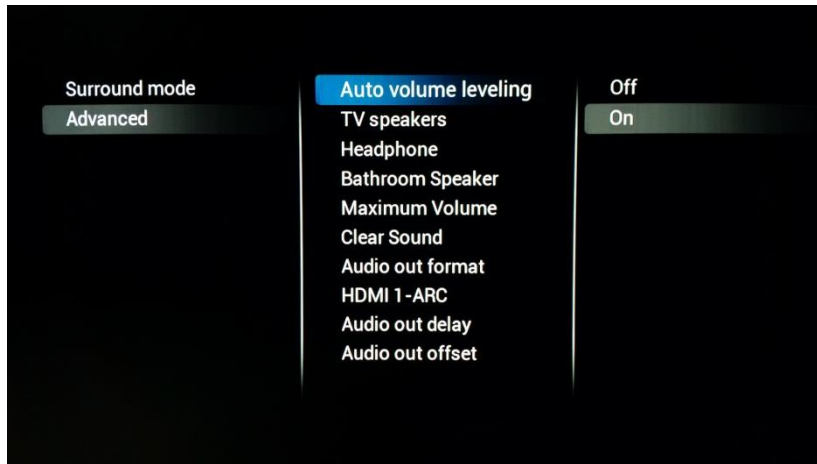 Surround mode
Advanced
Auto volume leveling
TV speakers
Headphone
Bathroom Speaker
Maximum Volume
Clear Sound
Audio out format
HDMI 1-ARC
Audio out delay
Audio out offset
Off
On